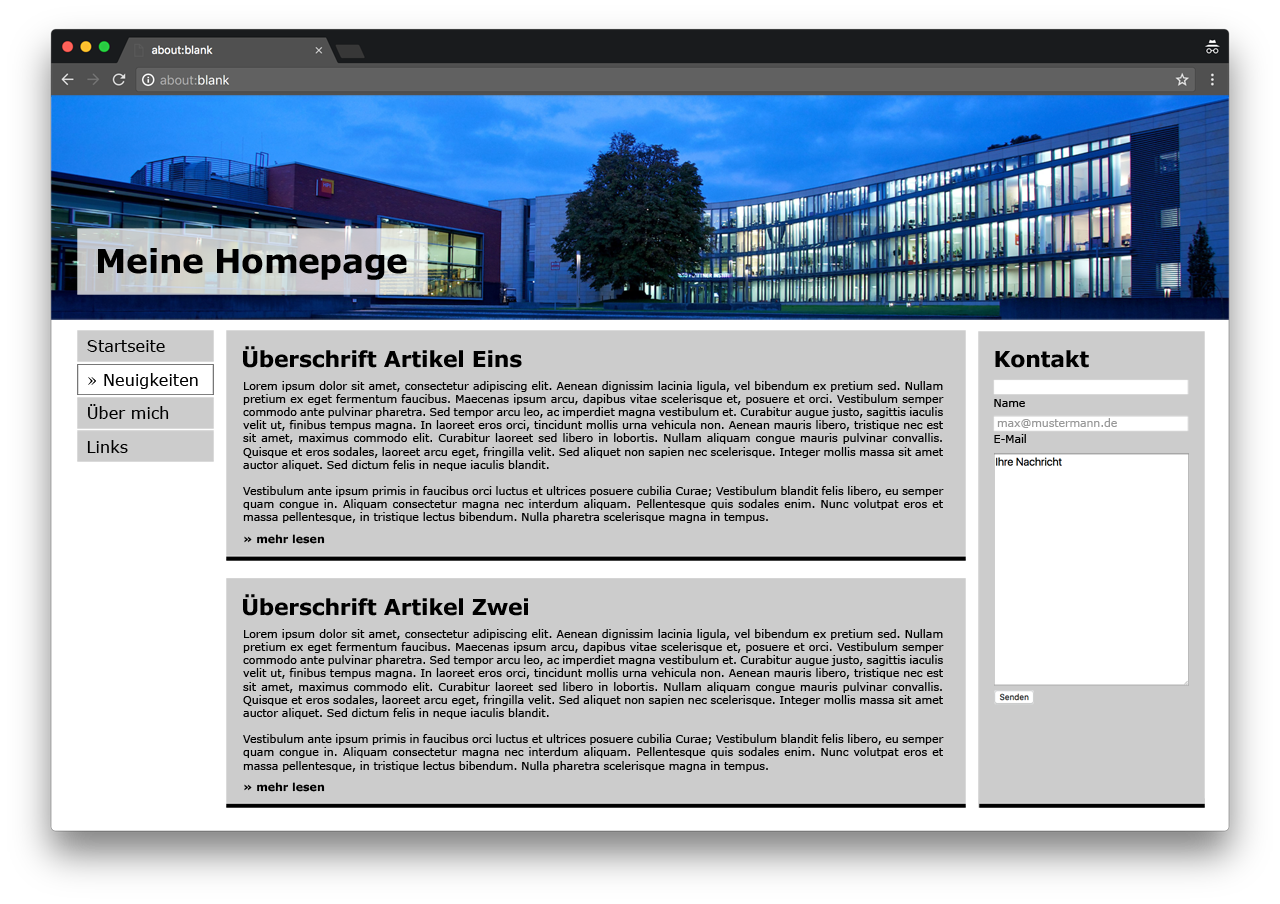 about:blank
about:blank
Meine Homepage
Startseite
» Neuigkeiten
Über mich
Links
Überschrift Artikel Eins
Lorem ipsum dolor sit amet, consectetur adipiscing elit. Aenean dignissim lacinia ligula, vel bibendum ex pretium sed. Nullam
pretium ex eget fermentum faucibus. Maecenas ipsum arcu, dapibus vitae scelerisque et, posuere et orci. Vestibulum semper
commodo ante pulvinar pharetra. Sed tempor arcu leo, ac imperdiet magna vestibulum et. Curabitur augue justo, sagittis iaculis
velit ut, finibus tempus magna. In laoreet eros orci, tincidunt mollis urna vehicula non. Aenean mauris libero, tristique nec est
sit amet, maximus commodo elit. Curabitur laoreet sed libero in lobortis. Nullam aliquam congue mauris pulvinar convallis.
Quisque et eros sodales, laoreet arcu eget, fringilla velit. Sed aliquet non sapien nec scelerisque. Integer mollis massa sit amet
auctor aliquet. Sed dictum felis in neque iaculis blandit.
Vestibulum ante ipsum primis in faucibus orci luctus et ultrices posuere cubilia Curae; Vestibulum blandit felis libero, eu semper
quam congue in. Aliquam consectetur magna nec interdum aliquam. Pellentesque quis sodales enim. Nunc volutpat eros et
massa pellentesque, in tristique lectus bibendum. Nulla pharetra scelerisque magna in tempus.
» mehr lesen
Überschrift Artikel Zwei
Lorem ipsum dolor sit amet, consectetur adipiscing elit. Aenean dignissim lacinia ligula, vel bibendum ex pretium sed. Nullam
pretium ex eget fermentum faucibus. Maecenas ipsum arcu, dapibus vitae scelerisque et, posuere et orci. Vestibulum semper
commodo ante pulvinar pharetra. Sed tempor arcu leo, ac imperdiet magna vestibulum et. Curabitur augue justo, sagittis iaculis
velit ut, finibus tempus magna. In laoreet eros orci, tincidunt mollis urna vehicula non. Aenean mauris libero, tristique nec est
sit amet, maximus commodo elit. Curabitur laoreet sed libero in lobortis. Nullam aliquam congue mauris pulvinar convallis.
Quisque et eros sodales, laoreet arcu eget, fringilla velit. Sed aliquet non sapien nec scelerisque. Integer mollis massa sit amet
auctor aliquet. Sed dictum felis in neque iaculis blandit.
Vestibulum ante ipsum primis in faucibus orci luctus et ultrices posuere cubilia Curae; Vestibulum blandit felis libero, eu semper
quam congue in. Aliquam consectetur magna nec interdum aliquam. Pellentesque quis sodales enim. Nunc volutpat eros et
massa pellentesque, in tristique lectus bibendum. Nulla pharetra scelerisque magna in tempus.
» mehr lesen
Kontakt
Name
max@mustermann.de
E-Mail
Ihre Nachricht
Senden